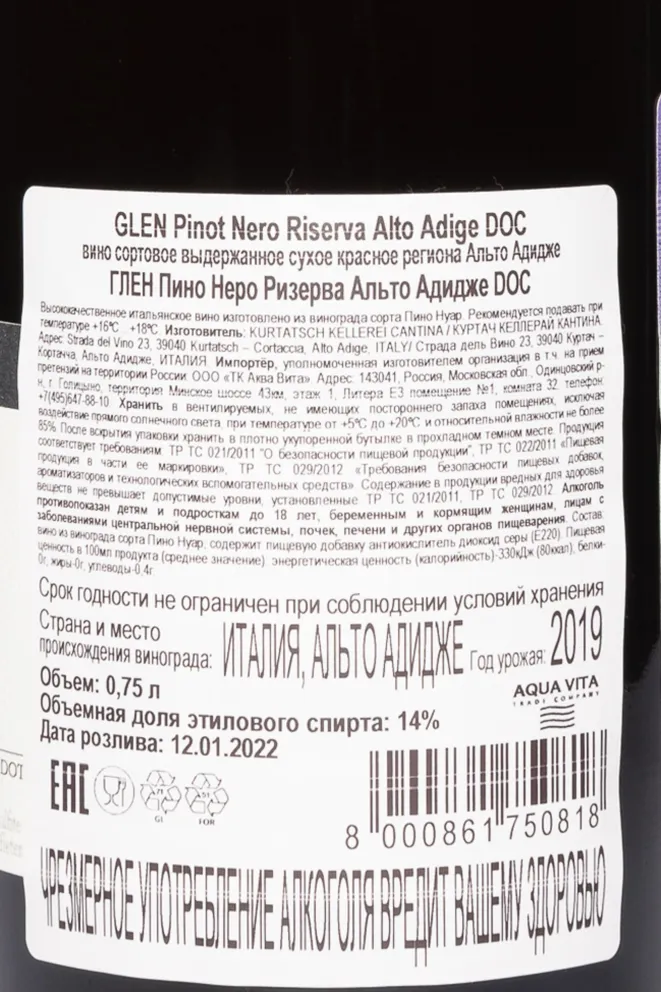 GLEN Pinot Nero Riserva Alto Adige DOC
вино сортовое выдержанное сухое красное региона Альто Адидже
ГЛЕН Пино Неро Ризерва Альто Адидже DOC
Высококачественное итальянское вино изготовлено из винограда сорта Пино Нуар. Рекомендуется подавать при
температуре +16°C +18°C Изготовитель: KURTATSCH KELLEREI CANTINA / КУРТАЧ КЕЛЛЕРАЙ КАНТИНА.
Адрес: Strada del Vino 23, 39040 Kurtatsch – Cortaccia, Alto Adige, ITALY/ Страда дель Вино 23, 39040 Куртач –
Кортачча, Альто Адидже, ИТАЛИЯ Импортёр, уполномоченная изготовителем организация в т.ч. на прием
претензий на территории России: ООО «ТК Аква Вита» Адрес: 143041, Россия, Московская обл., Одинцовский р-
н, г. Голицыно, территория Минское шоссе 43км, этаж 1, Литера Е3 помещение №1, комната 32. телефон:
+7(495)647-88-10. Хранить в вентилируемых, не имеющих постороннего запаха помещениях, исключая
воздействие прямого солнечного света, при температуре от +5°C до +20°C и относительной влажности не более
85%. После вскрытия упаковки хранить в плотно укупоренной бутылке в прохладном темном месте. Продукция
соответствует требованиям: ТР ТС 021/2011 "О безопасности пищевой продукции", ТР ТС 022/2011 «Пищевая
продукция в части ее маркировки», ТР ТС 029/2012 «Требования безопасности пищевых добавок,
ароматизаторов и технологических вспомогательных средств». Содержание в продукции вредных для здоровья
веществ не превышает допустимые уровни, установленные ТР ТС 021/2011, ТР ТС 029/2012. Алкоголь
противопоказан детям и подросткам до 18 лет, беременным и кормящим женщинам, лицам с
заболеваниями центральной нервной системы, почек, печени и других органов пищеварения. Состав:
вино из винограда сорта Пино Нуар, содержит пищевую добавку антиокислитель диоксид серы (Е220). Пищевая
ценность в 100мл продукта (среднее значение): энергетическая ценность (калорийность)-330кДж (80ккал), белки-
0г, жиры-0г, углеводы-0,4г.
Срок годности не ограничен при соблюдении условий хранения
Страна и место
происхождения винограда: ИТАЛИЯ, АЛЬТО АДИДЖЕ Год урожая: 2019
Объем: 0,75 л
AQUA VITA
TRADE COMPANY
Объемная доля этилового спирта: 14%
Дата розлива: 12.01.2022
ЕАС
GI
FOR
8 000861 750818
ЧРЕЗМЕРНОЕ УПОТРЕБЛЕНИЕ АЛКОГОЛЯ ВРЕДИТ ВАШЕМУ ЗДОРОВЬЮ